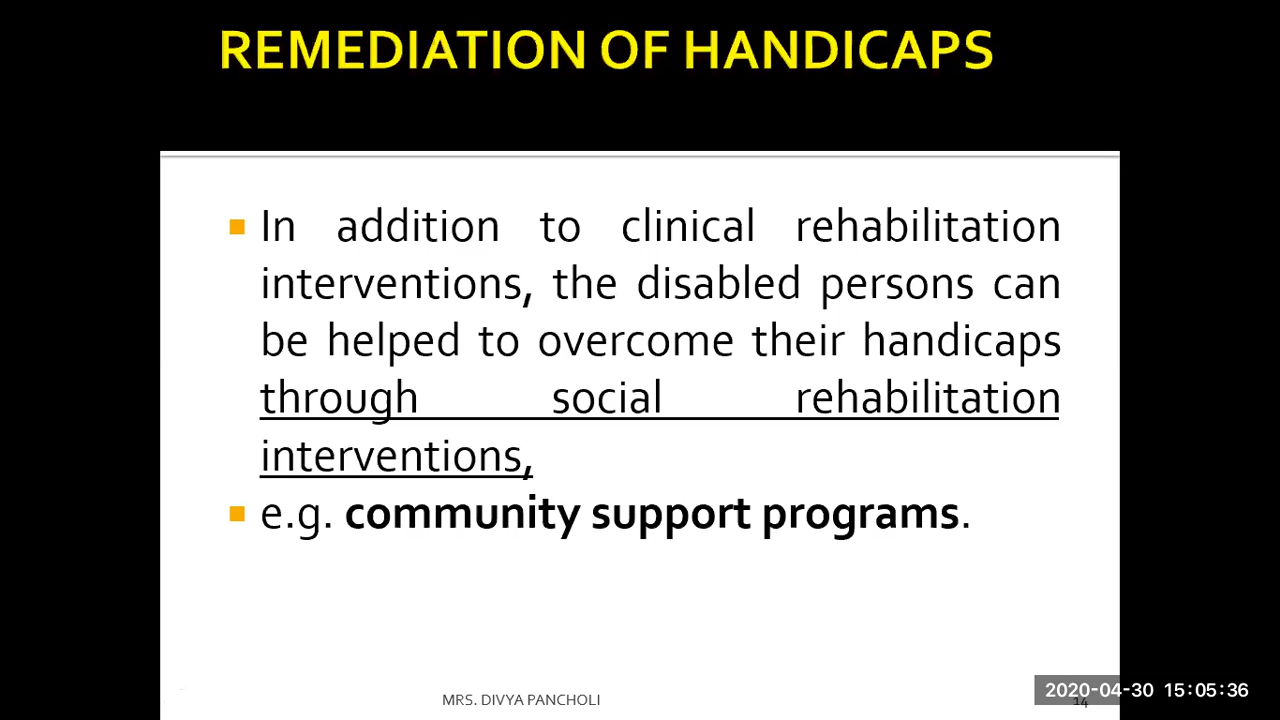 REMEDIATION OF HANDICAPS
In addition to clinical rehabilitation
interventions, the disabled persons can
be helped to overcome their handicaps
through social rehabilitation
interventions,
e.g. community support programs.
MRS. DIVYA PANCHOLI
2020-04-30 15:05:36
14